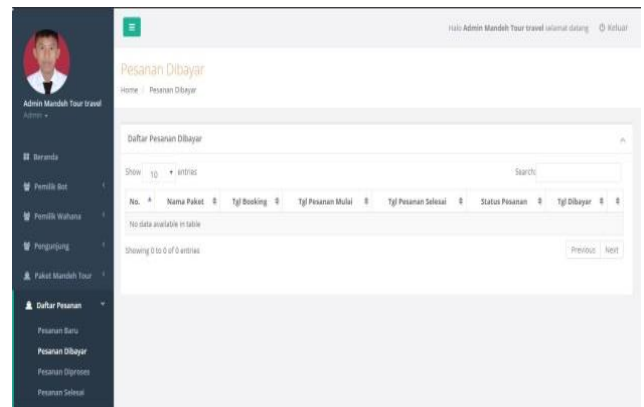 Halo Admin Mandeh Tour travel selamat datang Keluar
Admin Mandeh Tour travel
Admin
Beranda
Pemilik Bot
Pemilik Wahana
Pengunjung
Paket Mandeh Tour
Daftar Pesanan
Pesanan Baru
Pesanan Dibayar
Pesanan Diproses
Pesanan Selesai
Pesanan Dibayar
Home / Pesanan Dibayar
Daftar Pesanan Dibayar
Show 10 entries Search:
No. Nama Paket Tgl Booking Tgl Pesanan Mulai Tgl Pesanan Selesai Status Pesanan Tgl Dibayar
No data available in table
Showing 0 to 0 of 0 entries Previous Next